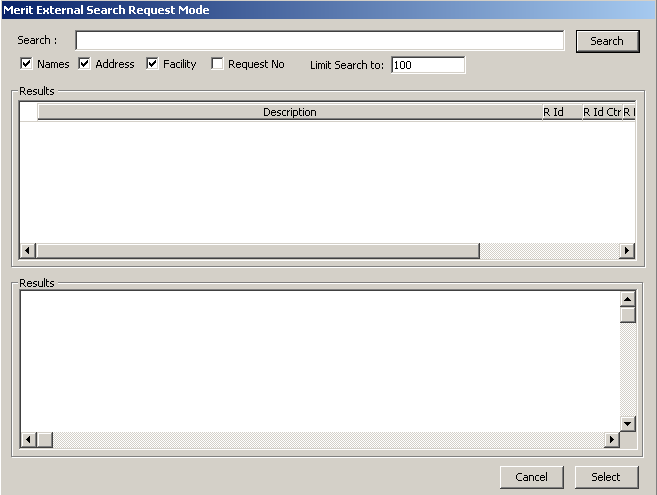 Merit External Search Request Mode
Search : Search
Names Address Facility Request No Limit Search to: 100
Results
Description R Id R Id Ctr R
Results
Cancel Select